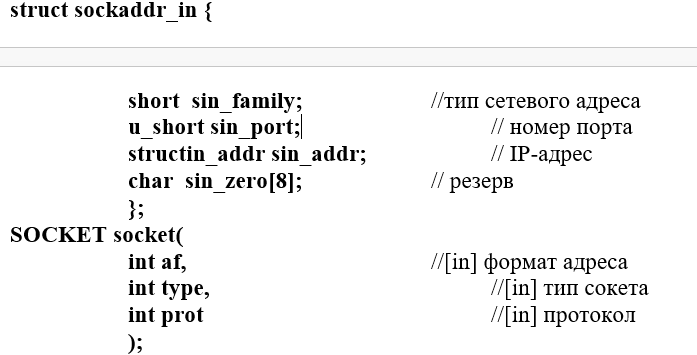 struct sockaddr_in {
short sin_family; //тип сетевого адреса
u_short sin_port; // номер порта
structin_addr sin_addr; // IP-адрес
char sin_zero[8]; // резерв
};
SOCKET socket(
int af, //[in] формат адреса
int type, //[in] тип сокета
int prot //[in] протокол
);